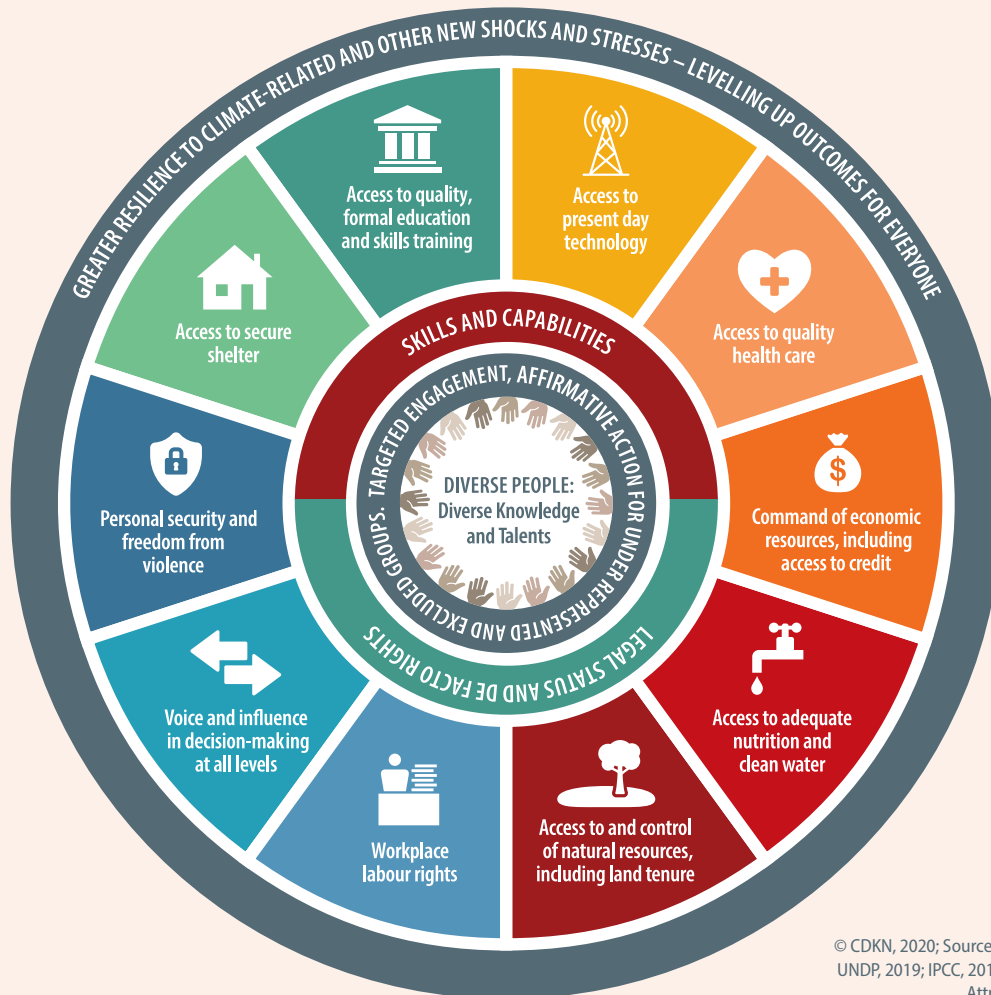 GREATER RESILIENCE TO CLIMATE-RELATED AND OTHER NEW SHOCKS AND STRESSES – LEVELLING UP OUTCOMES FOR EVERYONE
Access to quality,
formal education
and skills training
Access to
present day
technology
Access to secure
shelter
Access to quality
health care
SKILLS AND CAPABILITIES
TARGETED ENGAGEMENT, AFFIRMATIVE ACTION FOR UNDER REPRESENTED AND EXCLUDED GROUPS.
DIVERSE PEOPLE:
Diverse Knowledge
and Talents
LEGAL STATUS AND DE FACTO RIGHTS
Personal security and
freedom from
violence
$
Command of economic
resources, including
access to credit
Voice and influence
in decision-making
at all levels
Access to adequate
nutrition and
clean water
Workplace
labour rights
Access to and control
of natural resources,
including land tenure
© CDKN, 2020; Source
UNDP, 2019; IPCC, 201